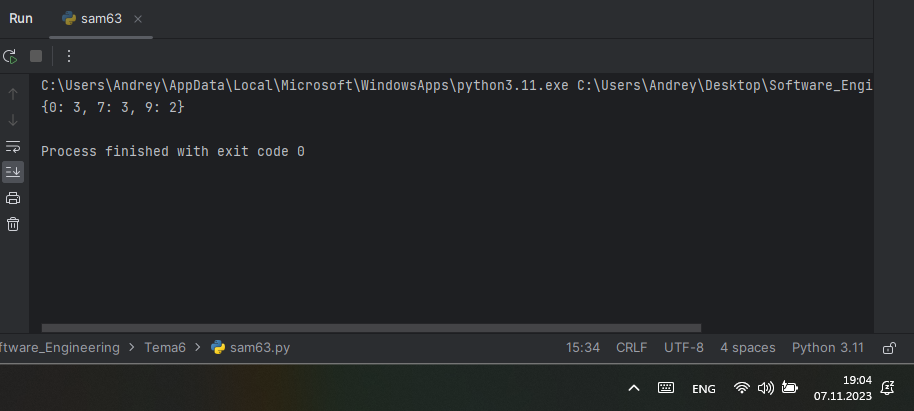 Run sam63
C:\Users\Andrey\AppData\Local\Microsoft\WindowsApps\python3.11.exe C:\Users\Andrey\Desktop\Software_Engi
{0: 3, 7: 3, 9: 2}
Process finished with exit code 0
ftware_Engineering > Tema6 > sam63.py 15:34 CRLF UTF-8 4 spaces Python 3.11
ENG 19:04
07.11.2023